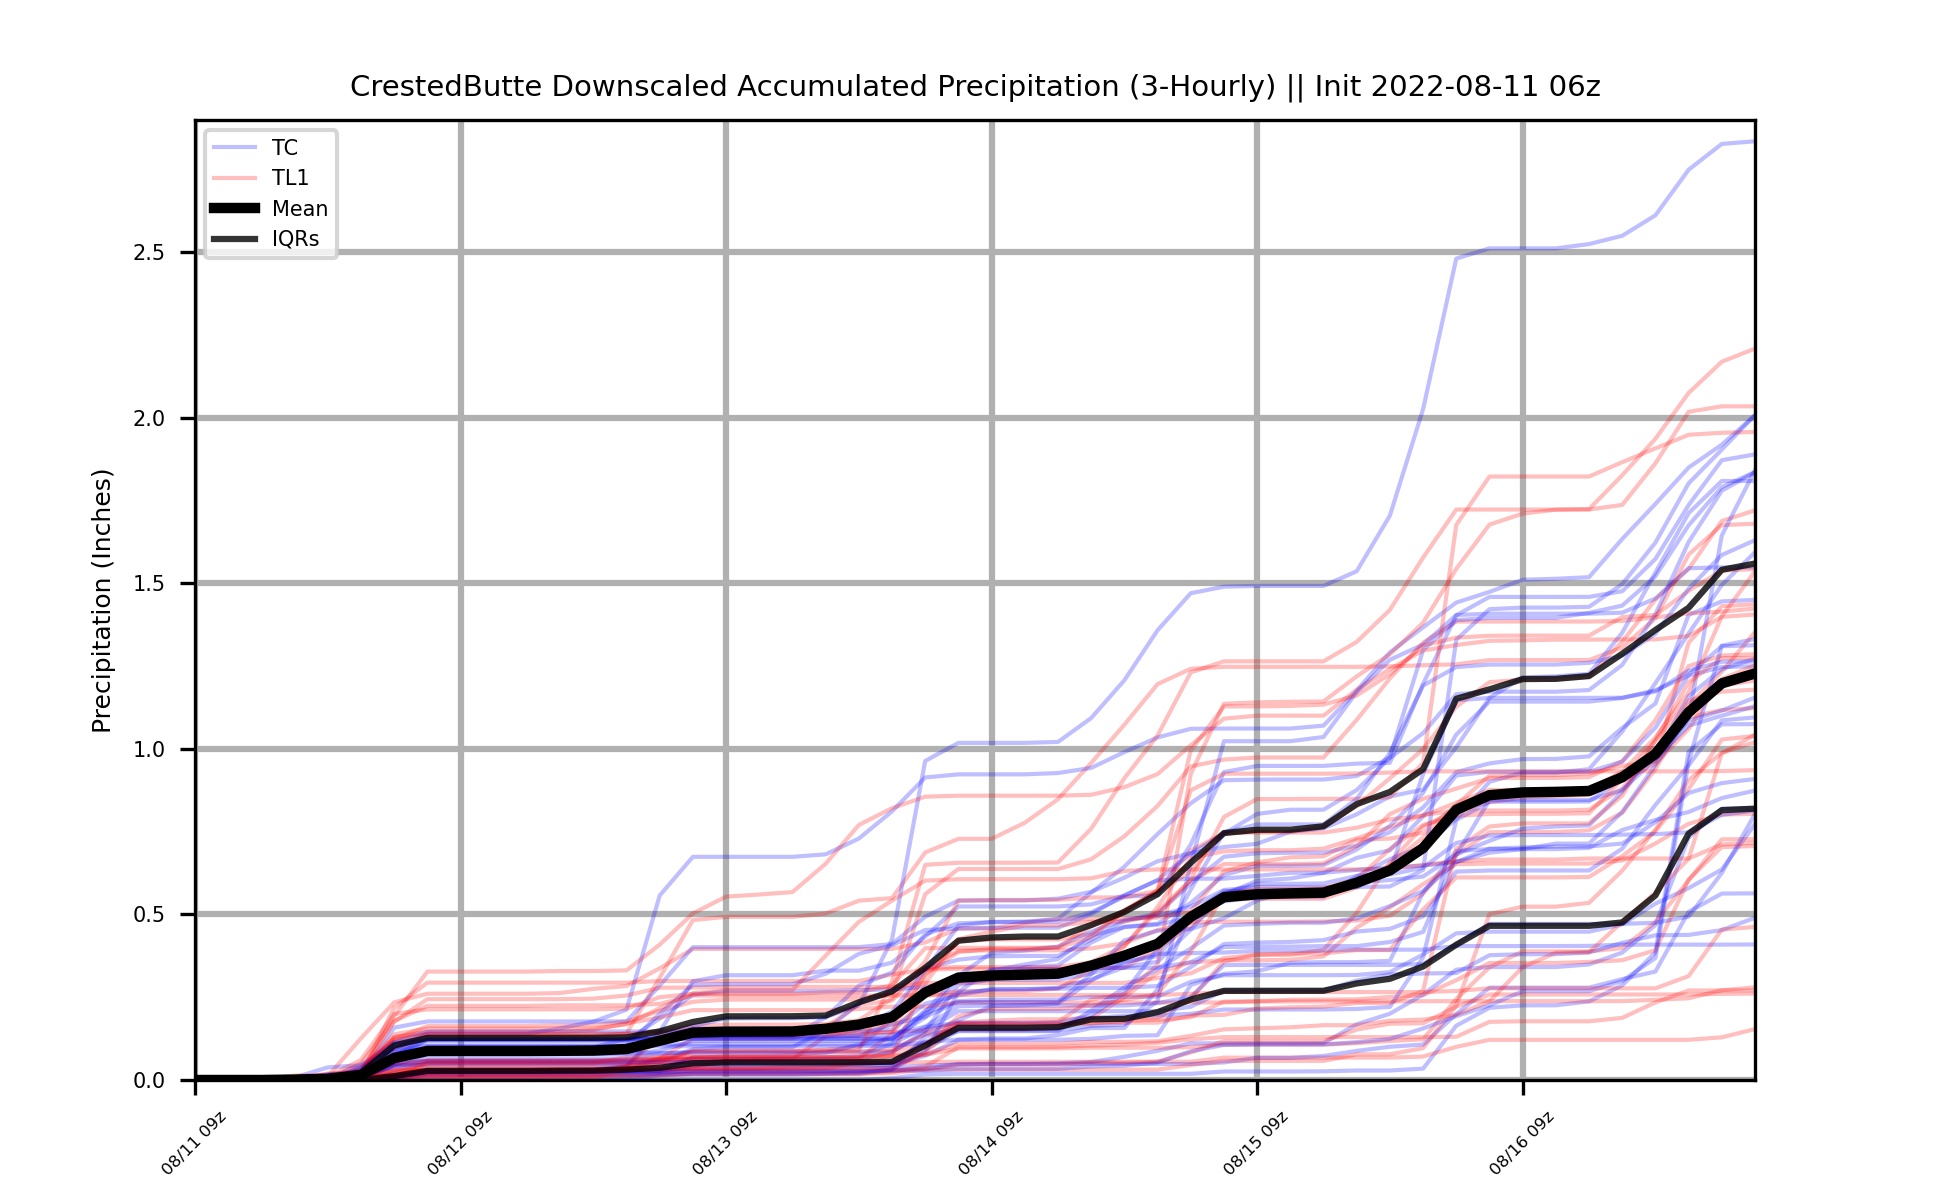 CrestedButte Downscaled Accumulated Precipitation (3-Hourly) || Init 2022-08-11 06z
TC
TL1
Mean
IQRs
Precipitation (Inches)
2.5
2.0
1.5
1.0
0.5
0.0
08/11 09z
08/12 09z
08/13 09z
08/14 09z
08/15 09z
08/16 09z